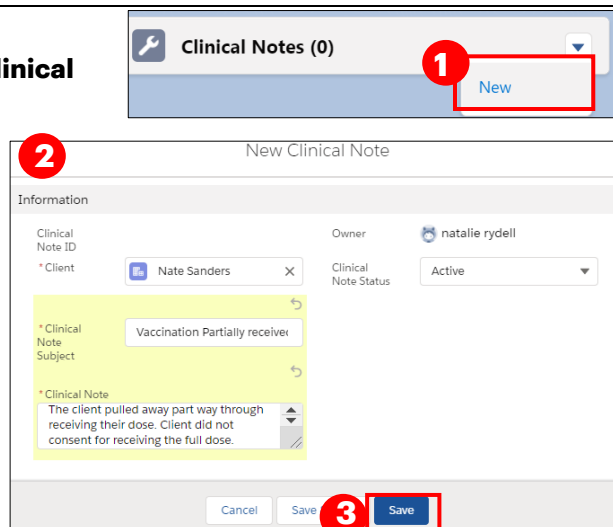 linical
Clinical Notes (0)
1
New
2
New Clinical Note
Information
Clinical
Note ID
Owner
natalie rydell
* Client
Nate Sanders
Clinical
Note Status
Active
* Clinical
Note
Subject
Vaccination Partially receive
* Clinical Note
The client pulled away part way through
receiving their dose. Client did not
consent for receiving the full dose.
Cancel
Save
3
Save